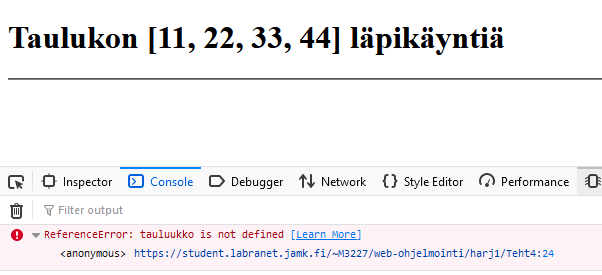 Taulukon [11, 22, 33, 44] läpikäyntiä
Inspector Console Debugger Network Style Editor Performance
Filter output
ReferenceError: tauluukko is not defined [Learn More]
<anonymous> https://student.labranet.jamk.fi/~M3227/web-ohjelmointi/harj1/Teht4:24